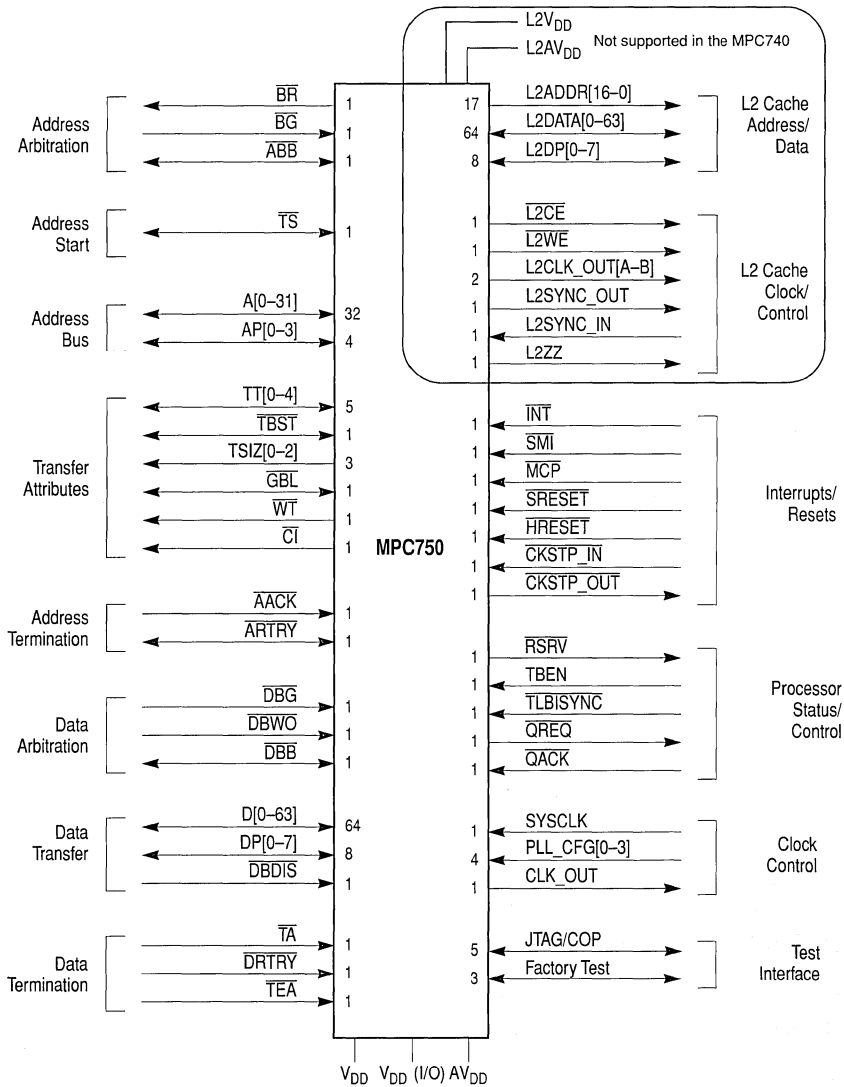 L2VDD
L2AVDD
Not supported in the MPC740
Address
Arbitration
BR 1
BG 1
ABB 1
Address
Start
TS 1
Address
Bus
A[0–31] 32
AP[0–3] 4
Transfer
Attributes
TT[0–4] 5
TBST 1
TSIZ[0–2] 3
GBL 1
WT 1
CI 1
Address
Termination
AACK 1
ARTRY 1
Data
Arbitration
DBG 1
DBWO 1
DBB 1
Data
Transfer
D[0–63] 64
DP[0–7] 8
DBDIS 1
Data
Termination
TA 1
DRTRY 1
TEA 1
MPC750
17 L2ADDR[16–0]
64 L2DATA[0–63]
8 L2DP[0–7]
L2 Cache
Address/
Data
1 L2CE
1 L2WE
2 L2CLK_OUT[A–B]
1 L2SYNC_OUT
1 L2SYNC_IN
1 L2ZZ
L2 Cache
Clock/
Control
1 INT
1 SMI
1 MCP
1 SRESET
1 HRESET
1 CKSTP_IN
1 CKSTP_OUT
Interrupts/
Resets
1 RSRV
1 TBEN
1 TLBISYNC
1 QREQ
1 QACK
Processor
Status/
Control
1 SYSCLK
4 PLL_CFG[0–3]
1 CLK_OUT
Clock
Control
5 JTAG/COP
3 Factory Test
Test
Interface
VDD VDD (I/O) AVDD